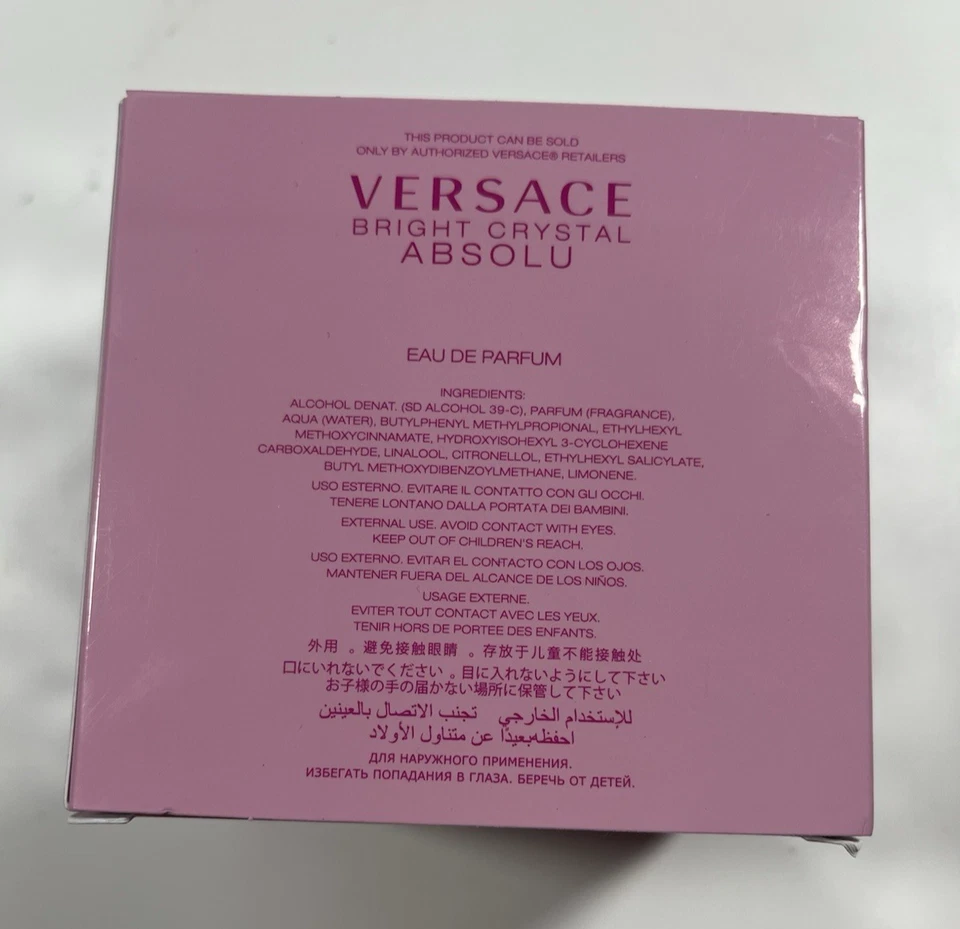 THIS PRODUCT CAN BE SOLD
ONLY BY AUTHORIZED VERSACE® RETAILERS
VERSACE
BRIGHT CRYSTAL
ABSOLU
EAU DE PARFUM
INGREDIENTS:
ALCOHOL DENAT. (SD ALCOHOL 39-C), PARFUM (FRAGRANCE),
AQUA (WATER), BUTYLPHENYL METHYLPROPIONAL, ETHYLHEXYL
METHOXYCINNAMATE, HYDROXYISOHEXYL 3-CYCLOHEXENE
CARBOXALDEHYDE, LINALOOL, CITRONELLOL, ETHYLHEXYL SALICYLATE,
BUTYL METHOXYDIBENZOYLMETHANE, LIMONENE.
USO ESTERNO. EVITARE IL CONTATTO CON GLI OCCHI.
TENERE LONTANO DALLA PORTATA DEI BAMBINI.
EXTERNAL USE. AVOID CONTACT WITH EYES.
KEEP OUT OF CHILDREN'S REACH.
USO EXTERNO. EVITAR EL CONTACTO CON LOS OJOS.
MANTENER FUERA DEL ALCANCE DE LOS NIÑOS.
USAGE EXTERNE.
EVITER TOUT CONTACT AVEC LES YEUX.
TENIR HORS DE PORTEE DES ENFANTS.
外用 。避免接触眼睛 。存放于儿童不能接触处
口にいれないでください 。目に入れないようにして下さい
お子様の手の届かない場所に保管して下さい
للإستخدام الخارجي تجنب الاتصال بالعينين
احفظهبعيدًا عن متناول الأولاد
ДЛЯ НАРУЖНОГО ПРИМЕНЕНИЯ.
ИЗБЕГАТЬ ПОПАДАНИЯ В ГЛАЗА. БЕРЕЧЬ ОТ ДЕТЕЙ.